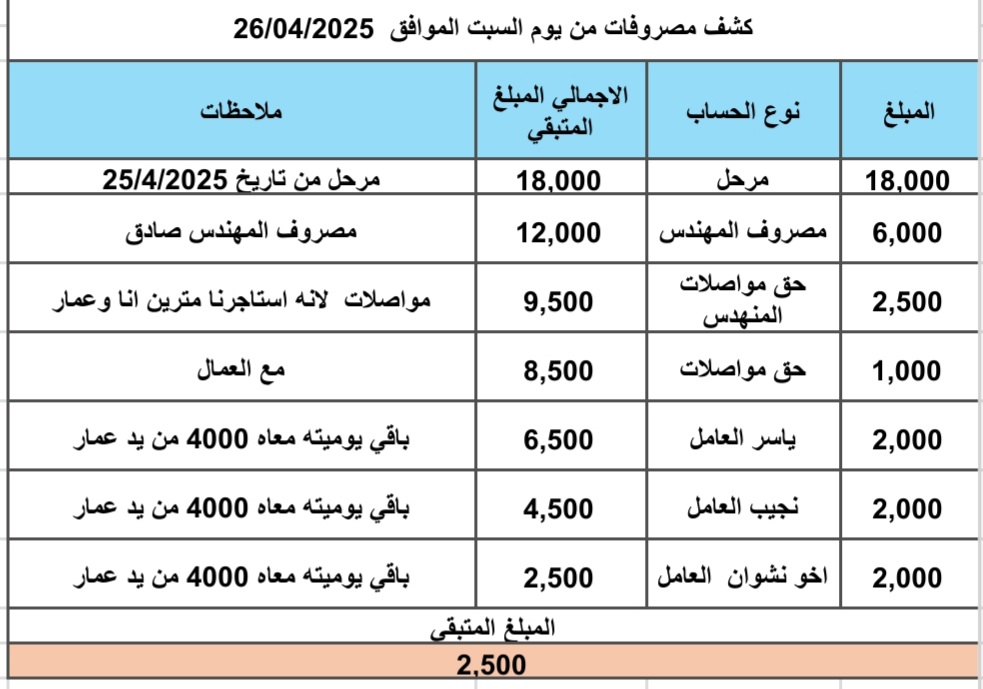 كشف مصروفات من يوم السبت الموافق 26/04/2025
المبلغ نوع الحساب الاجمالي المبلغ المتبقي ملاحظات
18,000 مرحل 18,000 مرحل من تاريخ 25/4/2025
6,000 مصروف المهندس 12,000 مصروف المهندس صادق
2,500 حق مواصلات المنهدس 9,500 مواصلات لانه استاجرنا مترين انا وعمار
1,000 حق مواصلات 8,500 مع العمال
2,000 ياسر العامل 6,500 باقي يوميته معاه 4000 من يد عمار
2,000 نجيب العامل 4,500 باقي يوميته معاه 4000 من يد عمار
2,000 اخو نشوان العامل 2,500 باقي يوميته معاه 4000 من يد عمار
المبلغ المتبقي
2,500